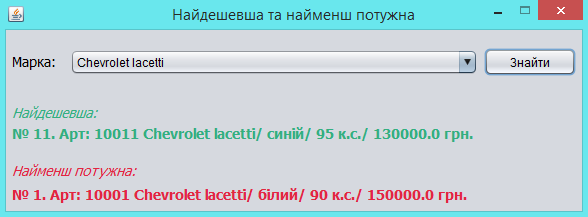 Найдешевша та найменш потужна
Марка: Chevrolet lacetti Знайти
Найдешевша:
№ 11. Арт: 10011 Chevrolet lacetti/ синій/ 95 к.с./ 130000.0 грн.
Найменш потужна:
№ 1. Арт: 10001 Chevrolet lacetti/ білий/ 90 к.с./ 150000.0 грн.